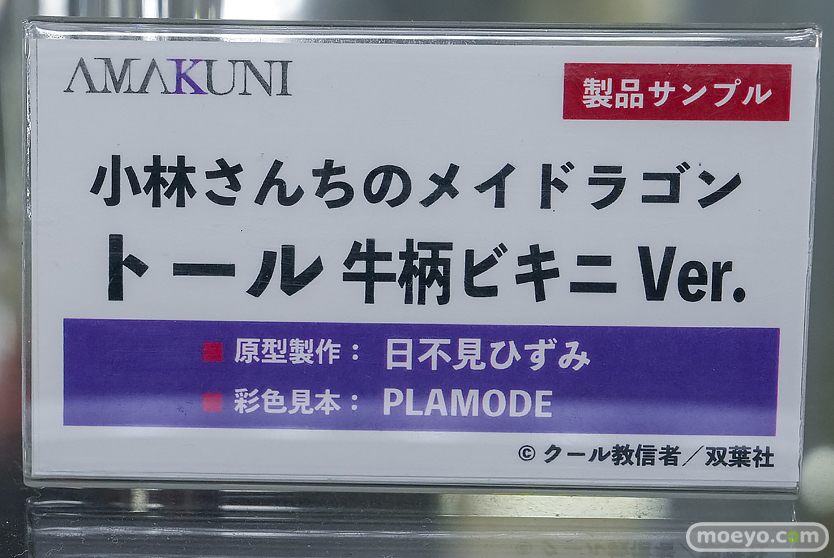 AMAKUNI
製品サンプル
小林さんちのメイドラゴン
トール 牛柄ビキニ Ver.
■ 原型製作： 日不見ひずみ
■ 彩色見本： PLAMODE
© クール教信者／双葉社
moeyo.com